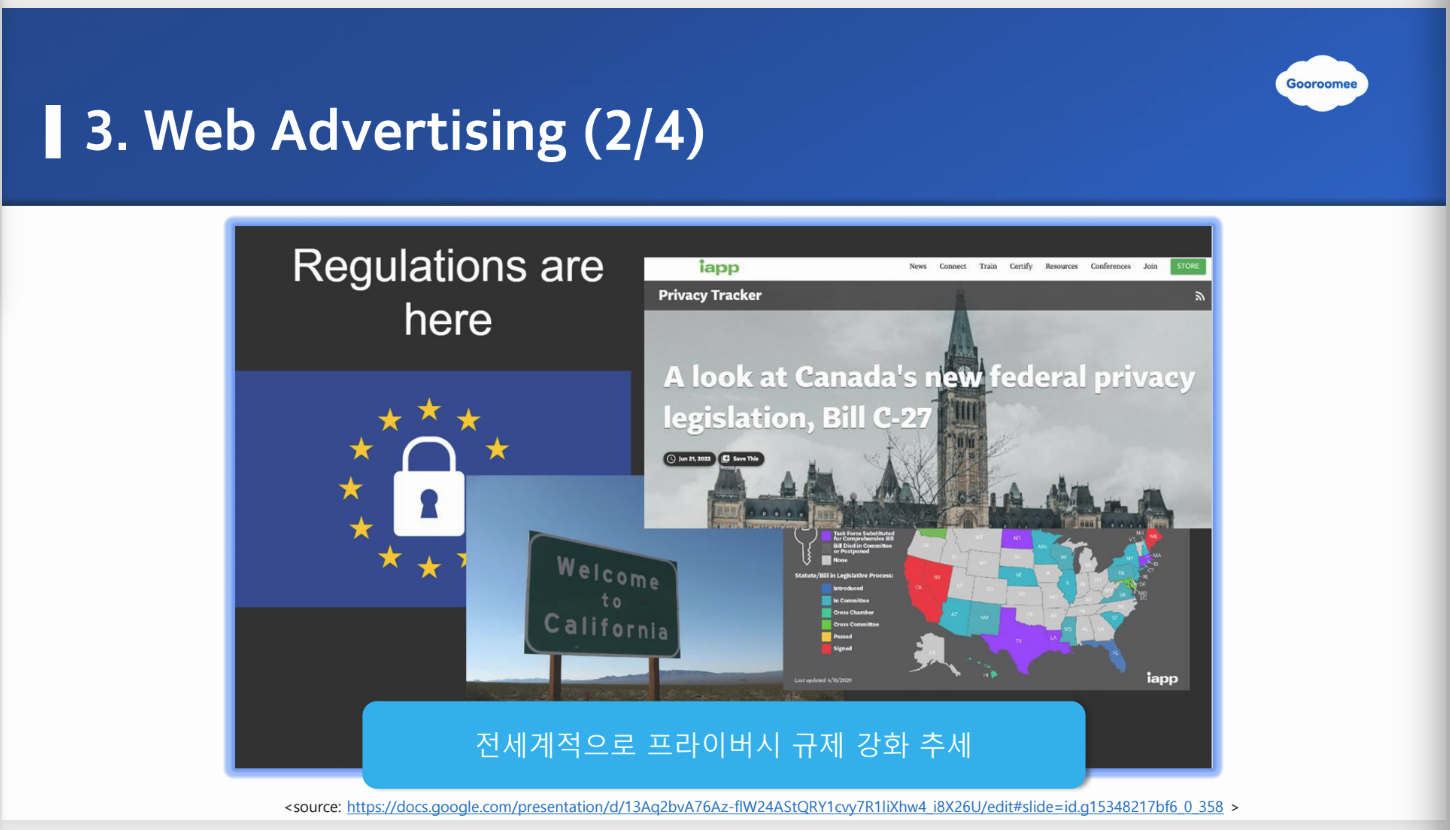 Gooroomee
3. Web Advertising (2/4)
Regulations are
here
iapp
News Connect Train Certify Resources Conferences Join STORE
Privacy Tracker
A look at Canada's new federal privacy
legislation, Bill C-27
Jun 21, 2022 Save This
Welcome
to
California
Task Force Substituted
for Comprehensive Bill
Bill Died in Committee
or Postponed
None
Statute/Bill in Legislative Process:
Introduced
In Committee
Cross Chamber
Cross Committee
Passed
Signed
Last updated 4/16/2020
iapp
전세계적으로 프라이버시 규제 강화 추세
<source: https://docs.google.com/presentation/d/13Aq2bvA76Az-flW24AStQRY1cvy7R1liXhw4_i8X26U/edit#slide=id.g15348217bf6_0_358 >